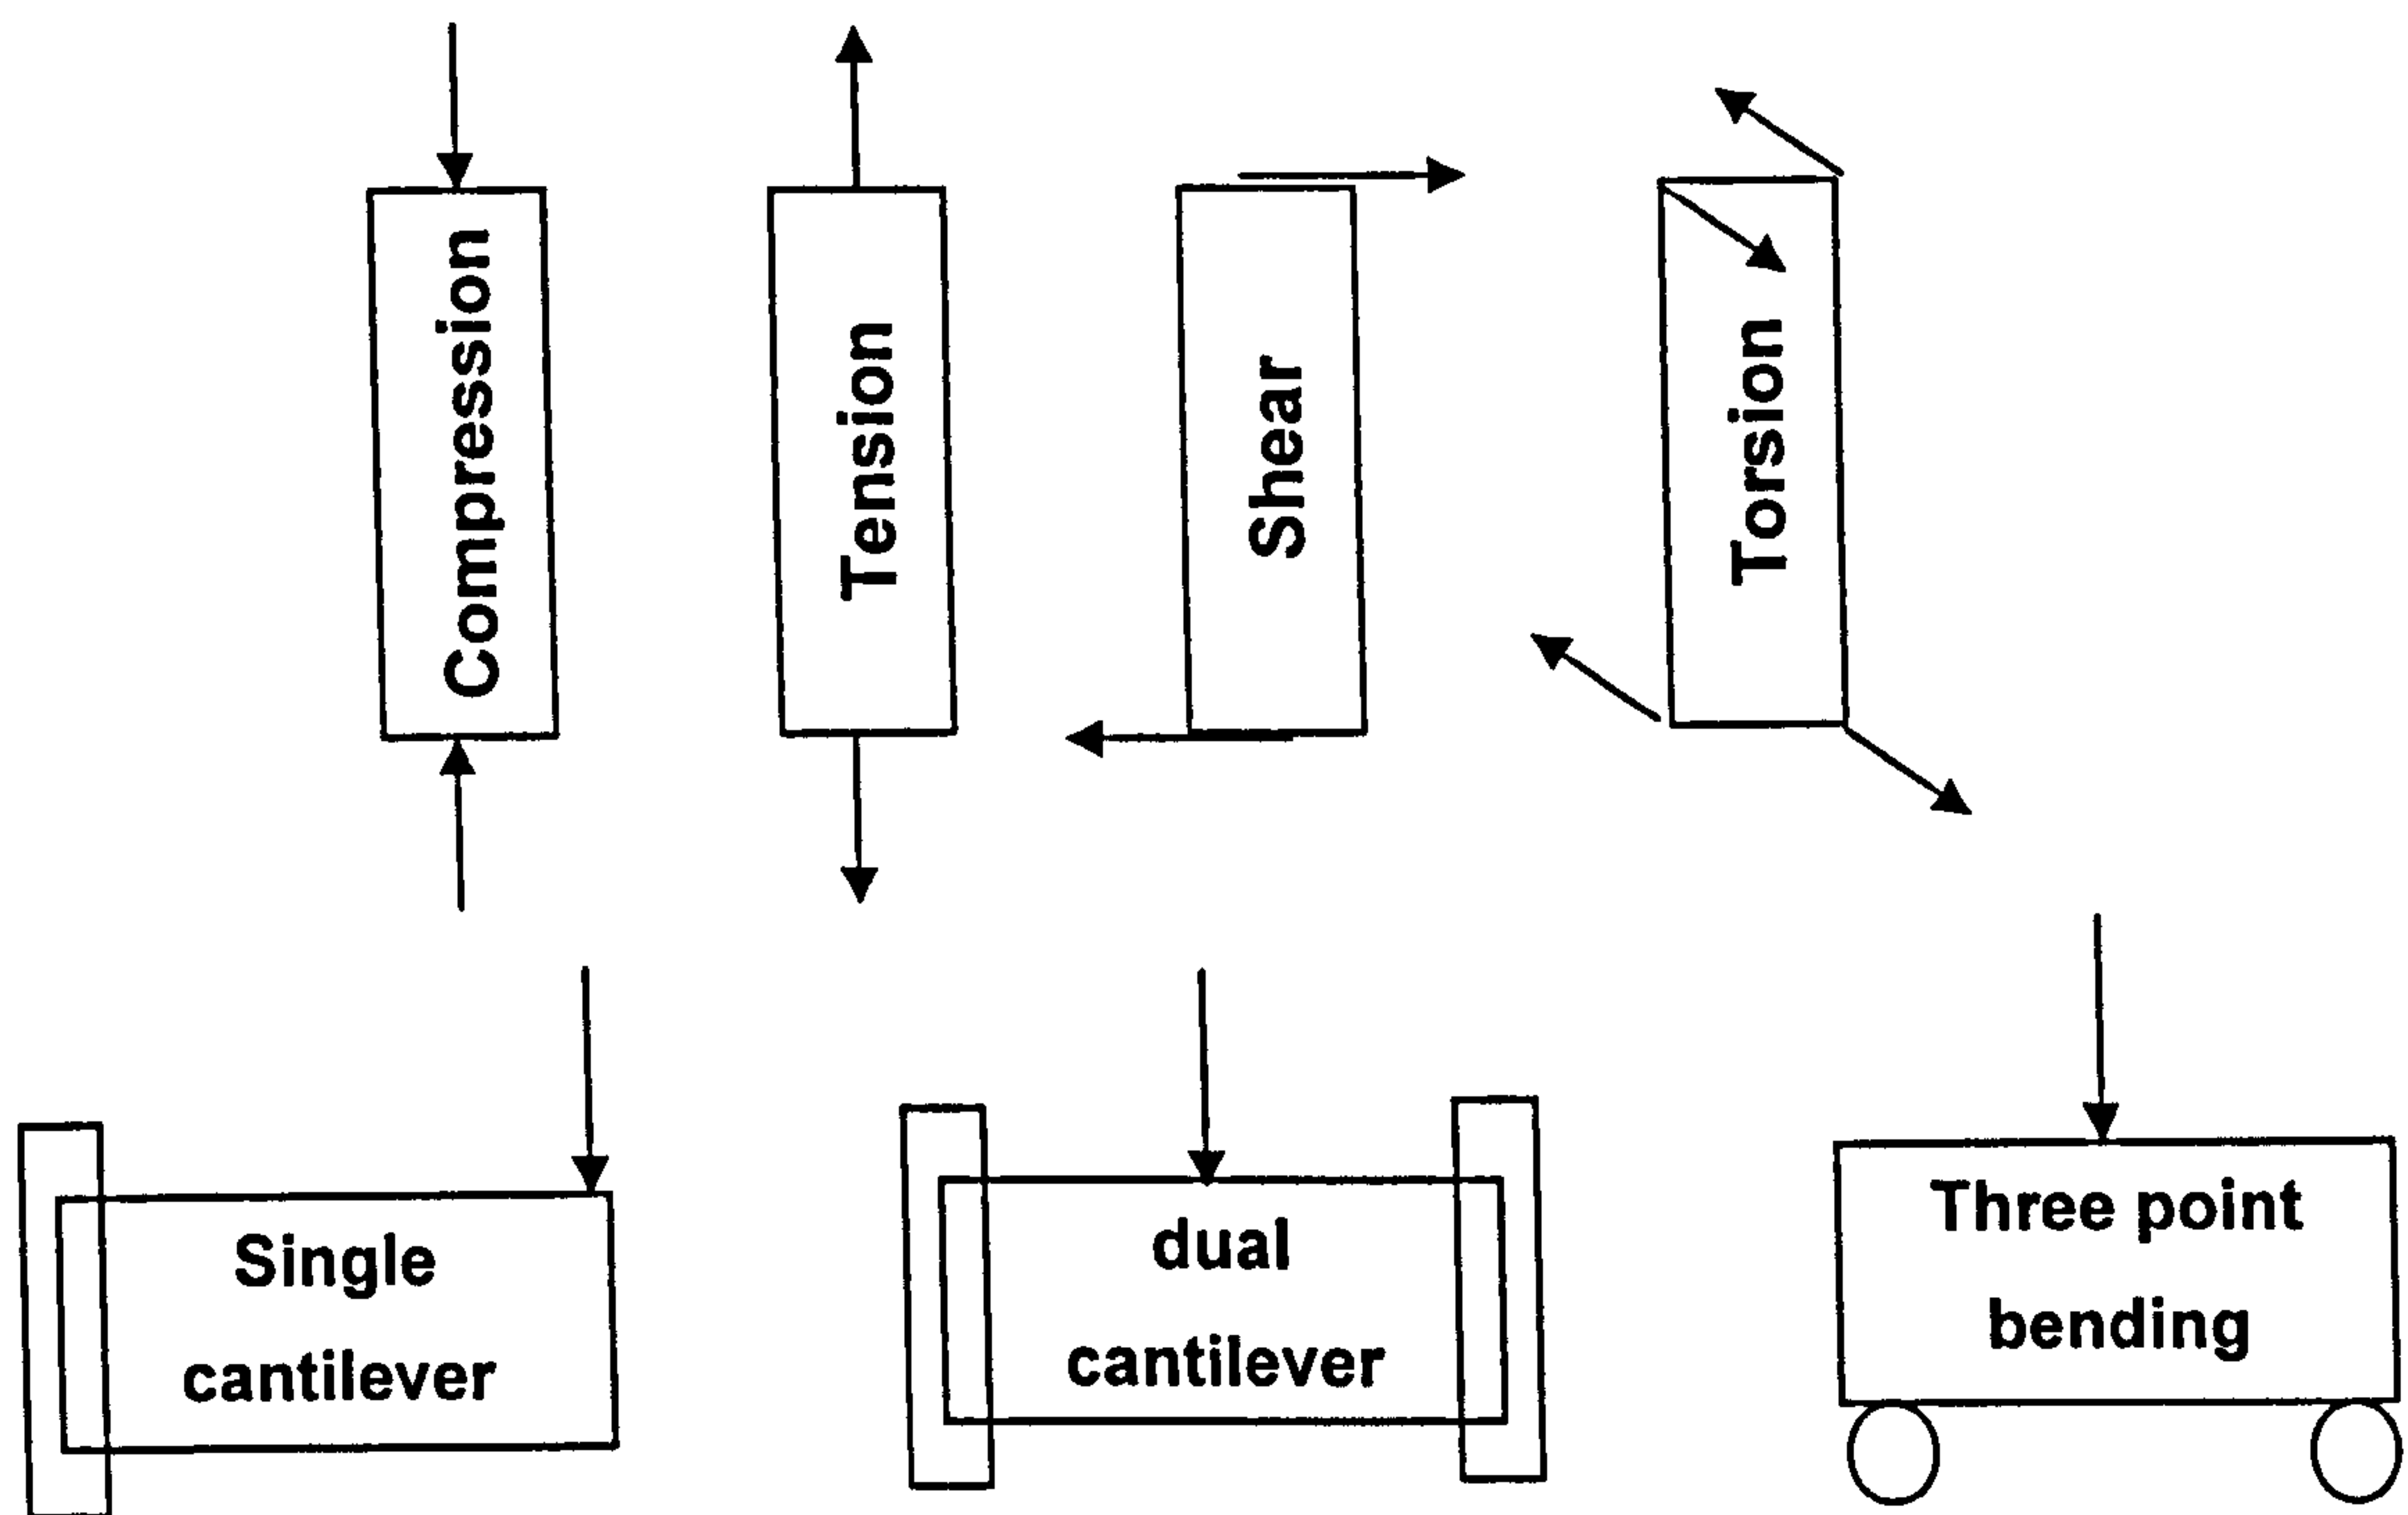 Compression
Tension
Shear
Torsion
Single
cantilever
dual
cantilever
Three point
bending